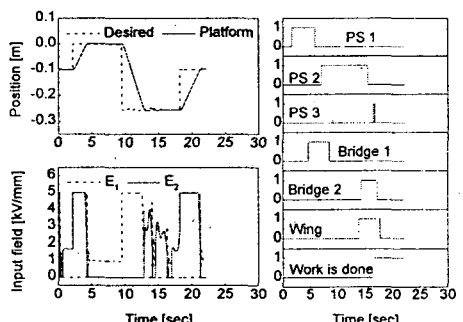 Desired Platform
Position [m]
0.1
0.0
-0.1
-0.2
-0.3
0 5 10 15 20 25 30
E₁ E₂
Input field [kV/mm]
6
5
4
3
2
1
0
0 5 10 15 20 25 30
Time [sec]
1
0
PS 1
1
0
PS 2
1
0
PS 3
1
0
Bridge 1
1
0
Bridge 2
1
0
Wing
1
0
Work is done
0 5 10 15 20 25 30
Time [sec]